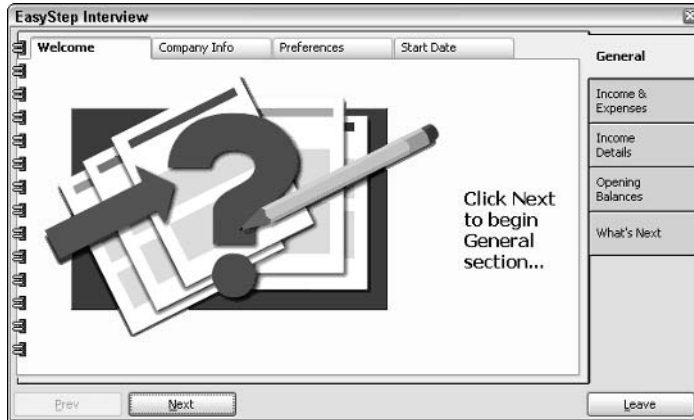 EasyStep Interview
Welcome
Company Info
Preferences
Start Date
General
Income &
Expenses
Income
Details
Opening
Balances
What's Next
Click Next
to begin
General
section...
Prev
Next
Leave